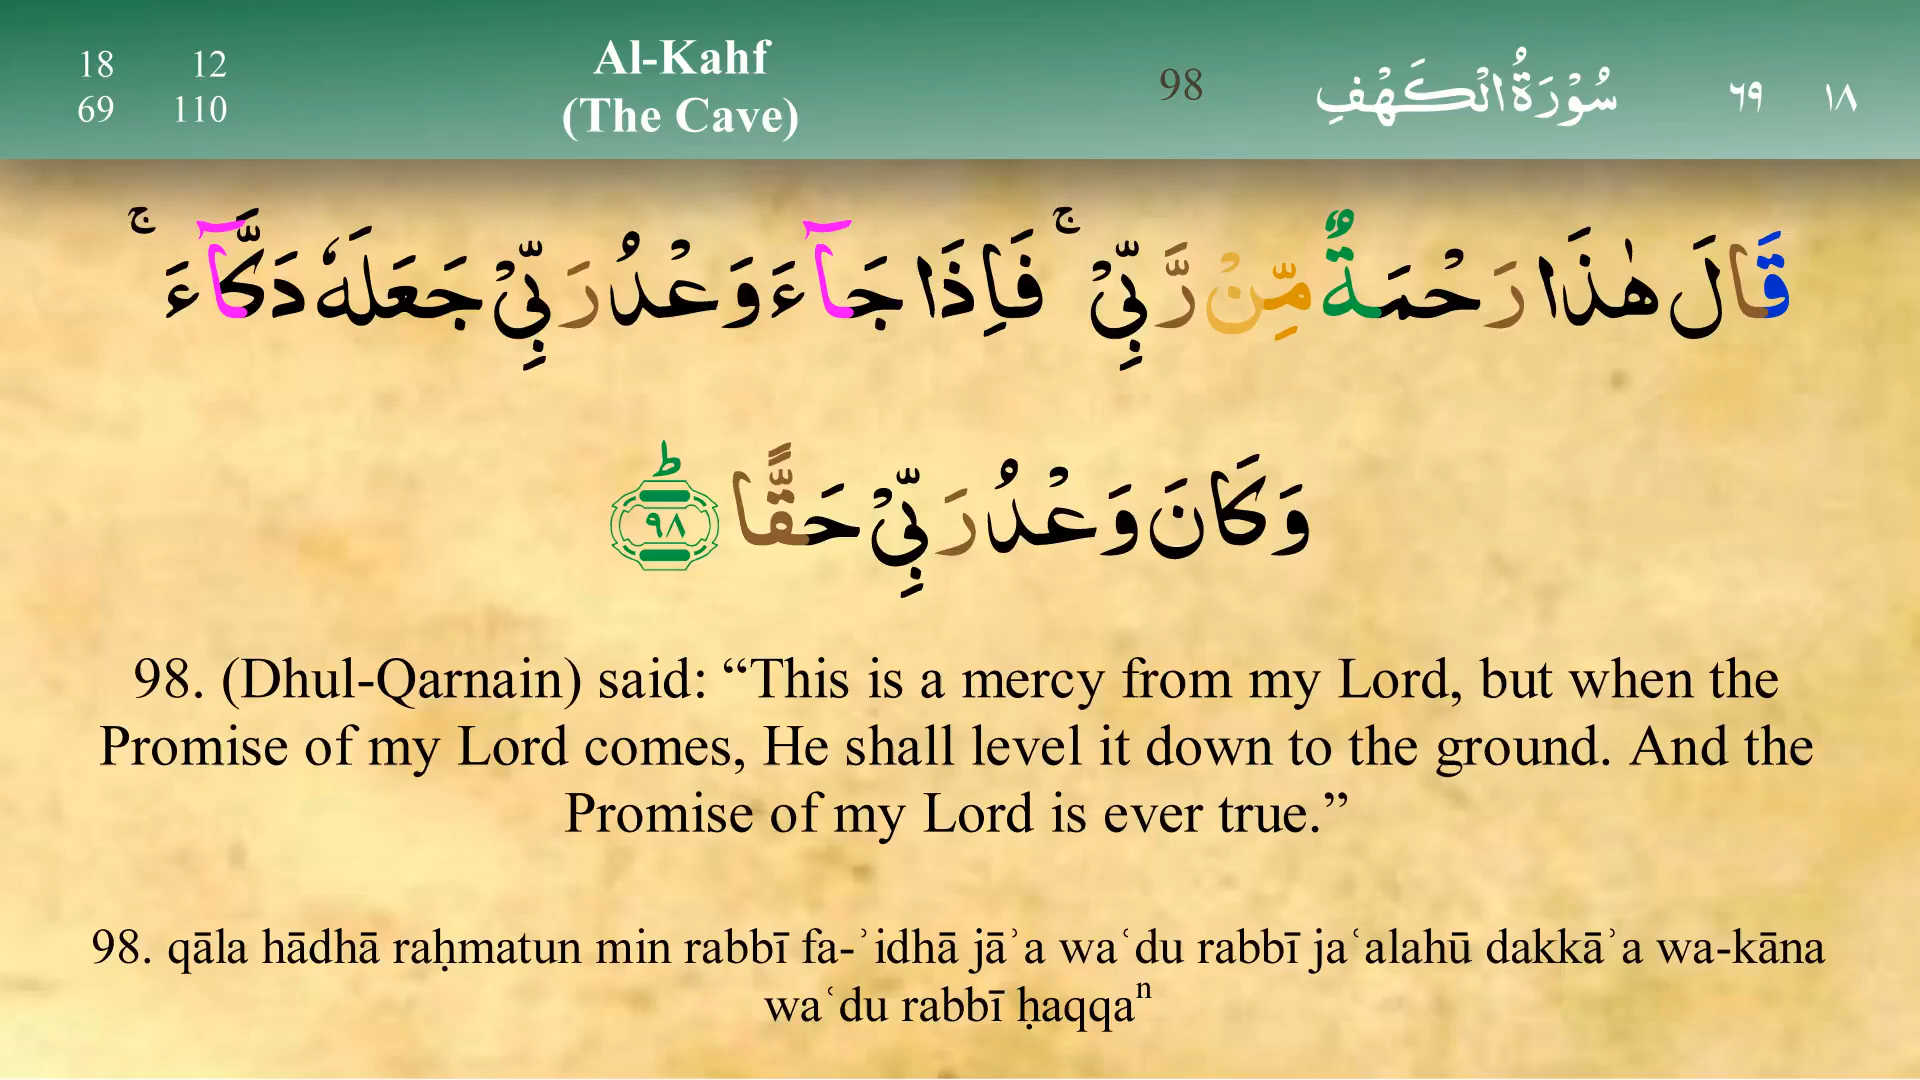 18 12
69 110
Al-Kahf
(The Cave)
98
سُوْرَةُ الْكَهْفِ
٦٩ ١٨
قَالَ هٰذَا رَحْمَةٌ مِّنْ رَّبِّيْ ۚ فَاِذَا جَآءَ وَعْدُ رَبِّيْ جَعَلَهٗ دَكَّآءَ ۚ
وَكَانَ وَعْدُ رَبِّيْ حَقًّا ؕ ٩٨
98. (Dhul-Qarnain) said: “This is a mercy from my Lord, but when the
Promise of my Lord comes, He shall level it down to the ground. And the
Promise of my Lord is ever true.”
98. qāla hādhā raḥmatun min rabbī fa-ʾidhā jāʾa waʿdu rabbī jaʿalahū dakkāʾa wa-kāna
waʿdu rabbī ḥaqqaⁿ